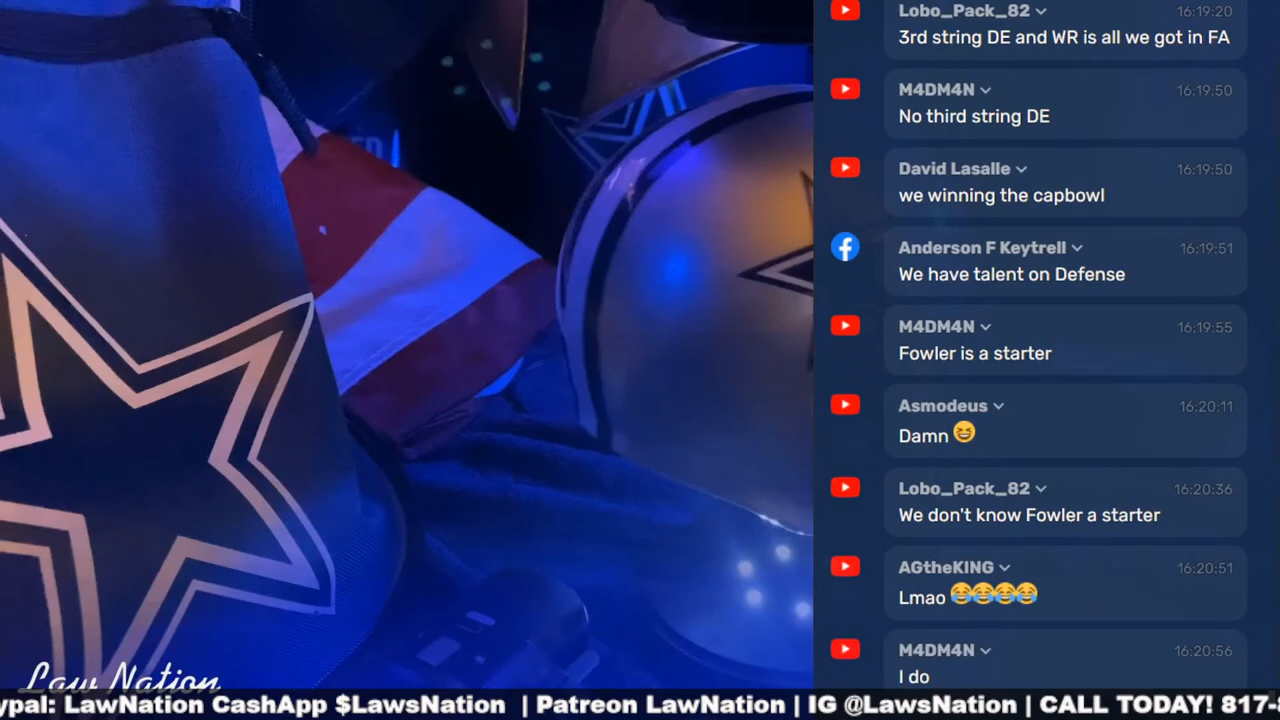 Lobo_Pack_82 16:19:20
3rd string DE and WR is all we got in FA
M4DM4N 16:19:50
No third string DE
David Lasalle 16:19:50
we winning the capbowl
Anderson F Keytrell 16:19:51
We have talent on Defense
M4DM4N 16:19:55
Fowler is a starter
Asmodeus 16:20:11
Damn 😆
Lobo_Pack_82 16:20:36
We don't know Fowler a starter
AGtheKING 16:20:51
Lmao 😂😂😂😂
M4DM4N 16:20:56
I do
Law Nation
ypal: LawNation CashApp $LawsNation | Patreon LawNation | IG @LawsNation | CALL TODAY! 817-